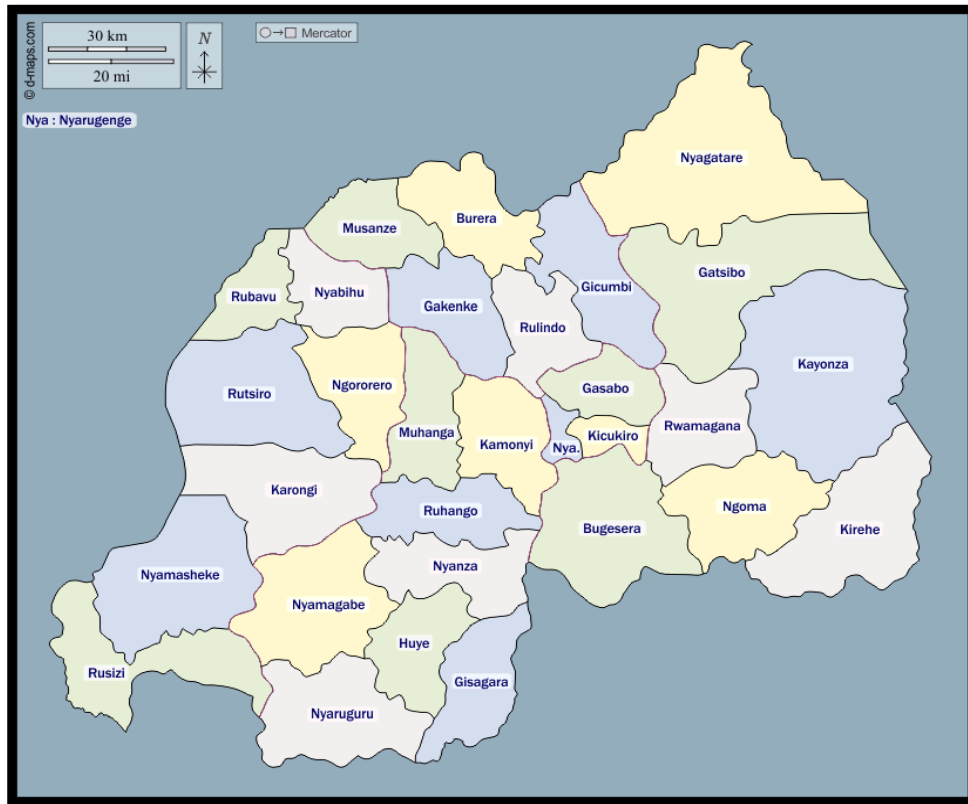 © d-maps.com
30 km
20 mi
N
Mercator
Nya : Nyarugenge
Nyagatare
Burera
Musanze
Gatsibo
Gicumbi
Rubavu
Nyabihu
Gakenke
Rulindo
Kayonza
Ngororero
Gasabo
Rutsiro
Rwamagana
Muhanga
Kicukiro
Kamonyi
Nya.
Karongi
Ngoma
Ruhango
Bugesera
Kirehe
Nyanza
Nyamasheke
Nyamagabe
Huye
Rusizi
Gisagara
Nyaruguru